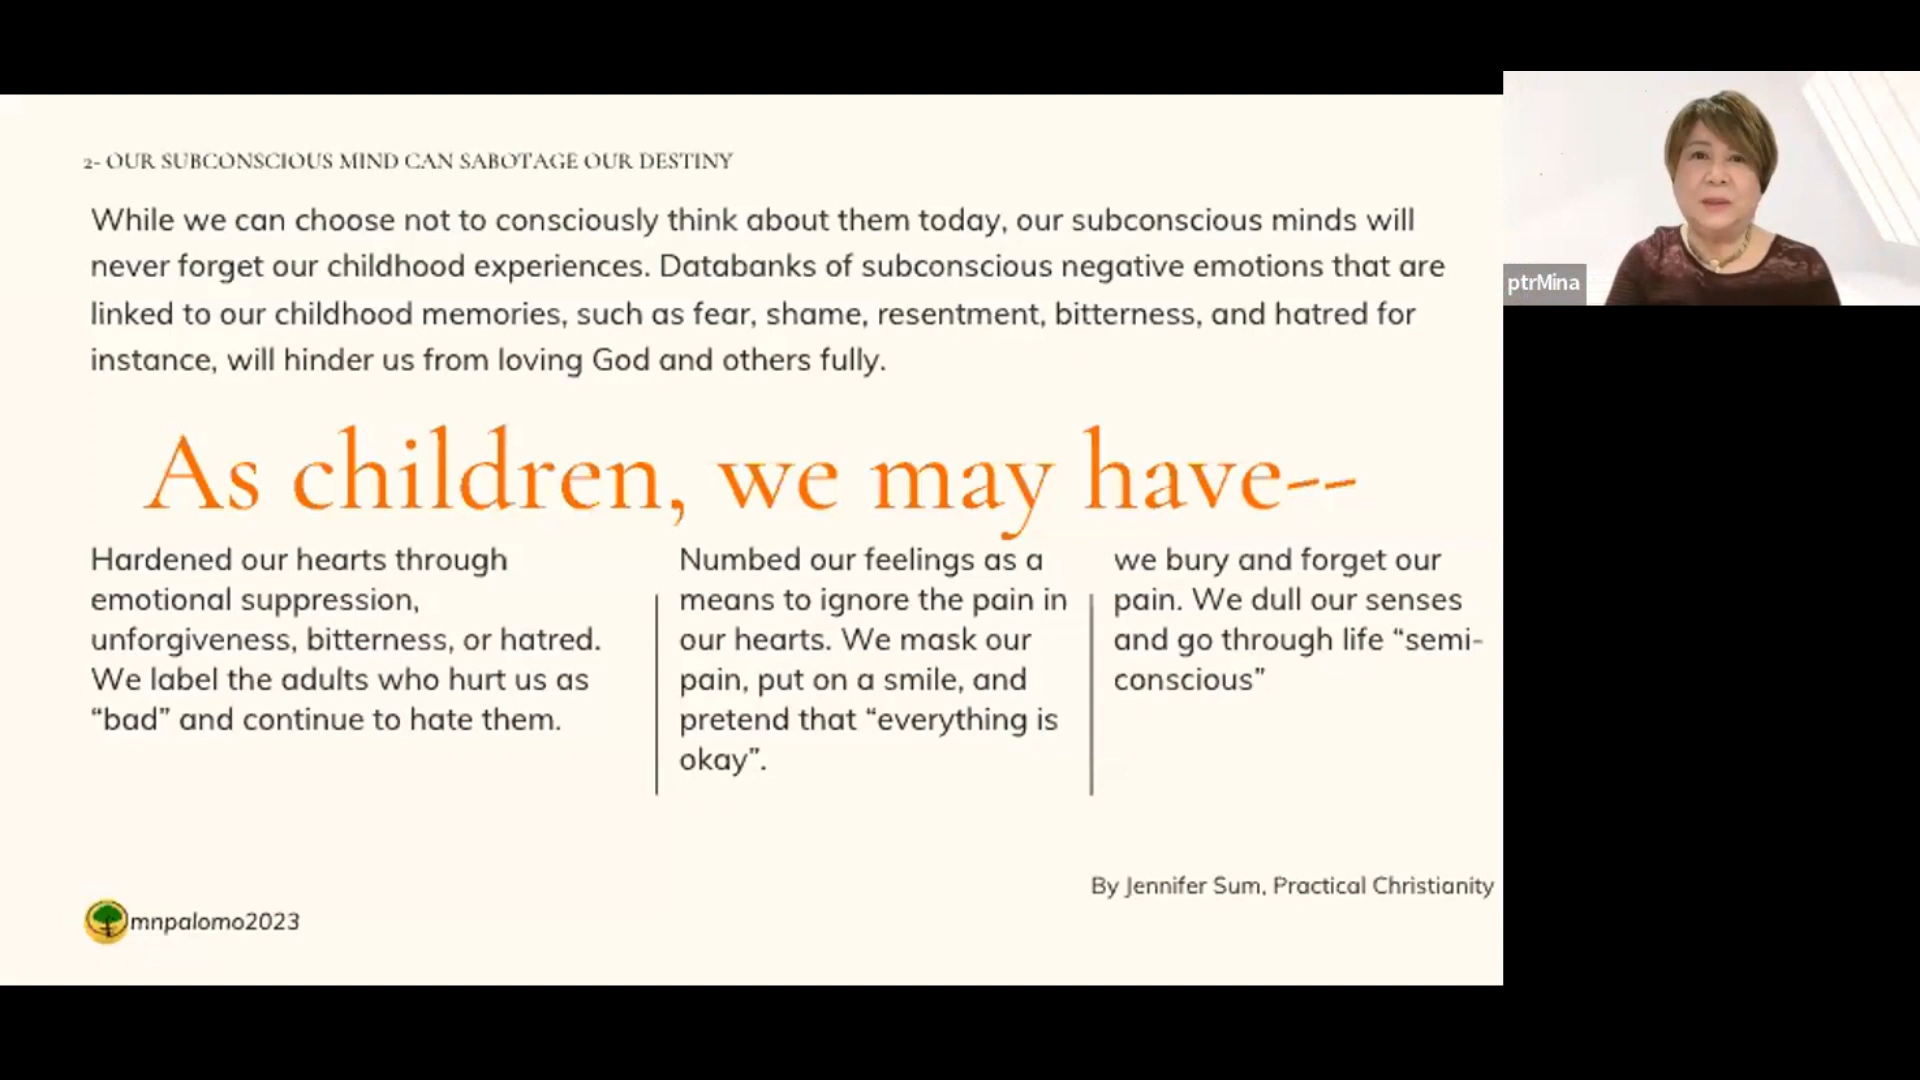 2- OUR SUBCONSCIOUS MIND CAN SABOTAGE OUR DESTINY
While we can choose not to consciously think about them today, our subconscious minds will
never forget our childhood experiences. Databanks of subconscious negative emotions that are
linked to our childhood memories, such as fear, shame, resentment, bitterness, and hatred for
instance, will hinder us from loving God and others fully.
As children, we may have--
Hardened our hearts through
emotional suppression,
unforgiveness, bitterness, or hatred.
We label the adults who hurt us as
“bad” and continue to hate them.
Numbed our feelings as a
means to ignore the pain in
our hearts. We mask our
pain, put on a smile, and
pretend that “everything is
okay”.
we bury and forget our
pain. We dull our senses
and go through life “semi-
conscious”
By Jennifer Sum, Practical Christianity
mnpalomo2023
ptrMina